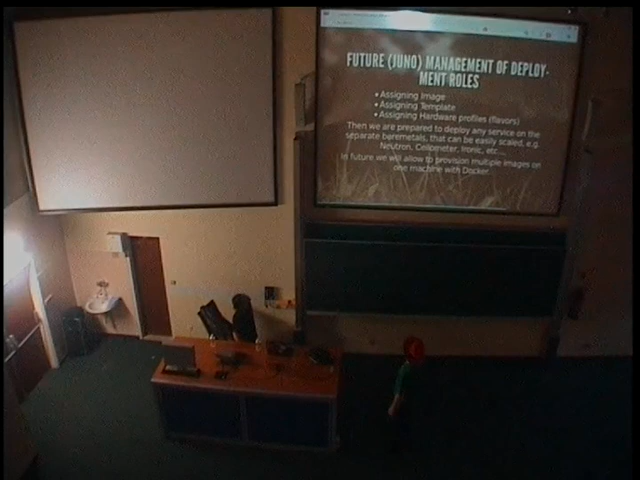 FUTURE (JUNO) MANAGEMENT OF DEPLOY-
MENT ROLES
• Assigning Image
• Assigning Template
• Assigning Hardware profiles (flavors)
Then we are prepared to deploy any service on the
separate baremetals, that can be easily scaled, e.g.
Neutron, Ceilometer, Ironic, etc...
In future we will allow to provision multiple images on
one machine with Docker.